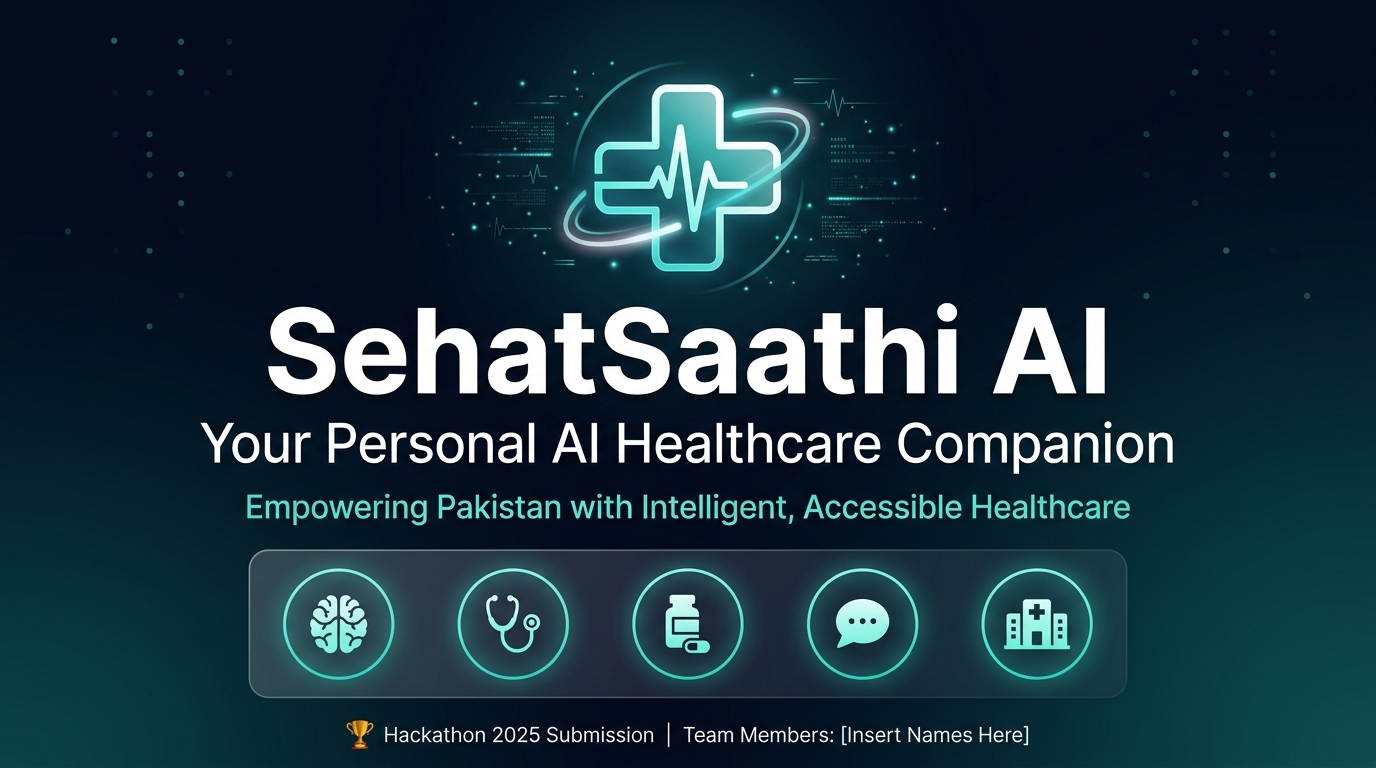 SehatSaathi AI
Your Personal AI Healthcare Companion
Empowering Pakistan with Intelligent, Accessible Healthcare
🏆 Hackathon 2025 Submission | Team Members: [Insert Names Here]